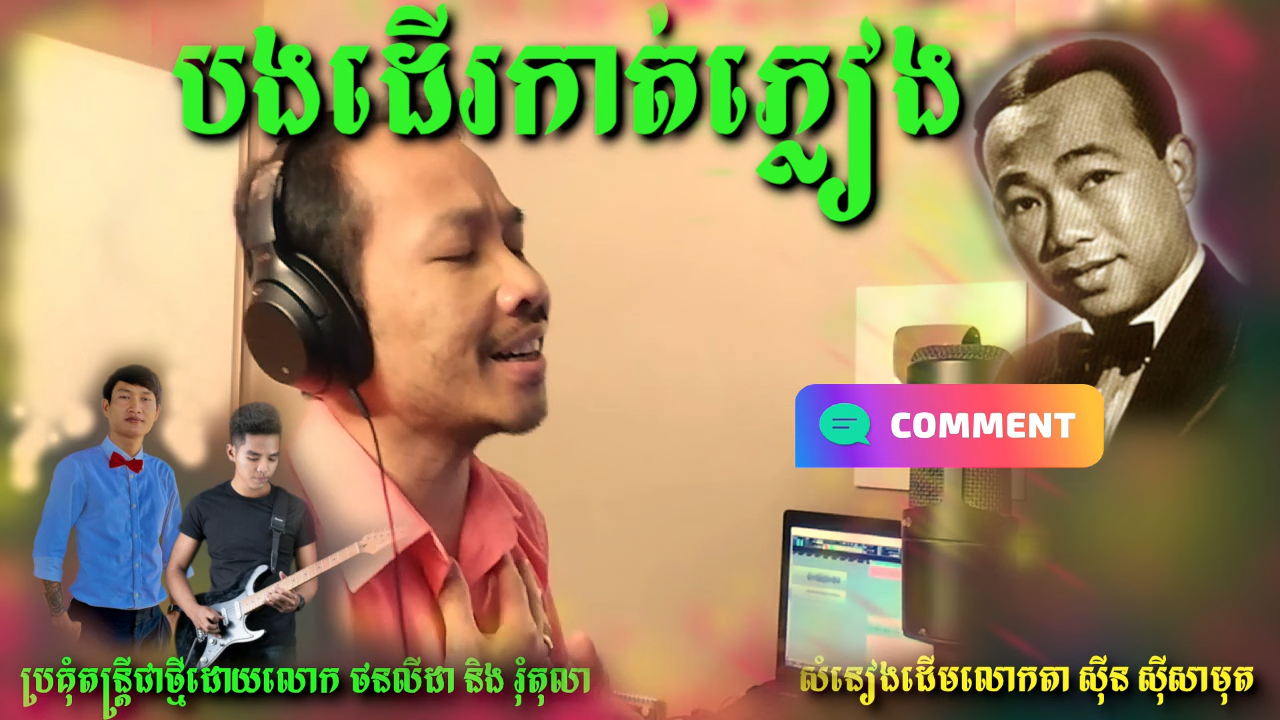 បងដើរកាត់ភ្លៀង
COMMENT
ប្រគុំតន្ត្រីជាថ្មីដោយលោក ថនលីដា និង រុំតុលា
សំនៀងដើមលោកតា ស៊ីន ស៊ីសាមុត